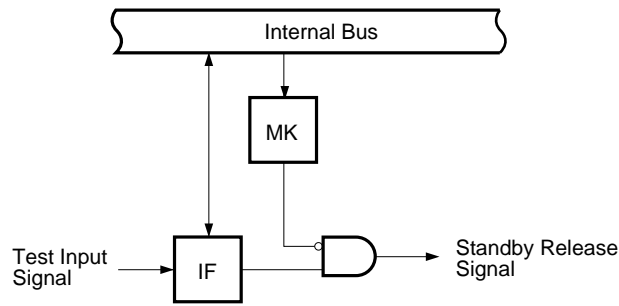 Internal Bus
MK
Test Input
Signal
IF
Standby Release
Signal